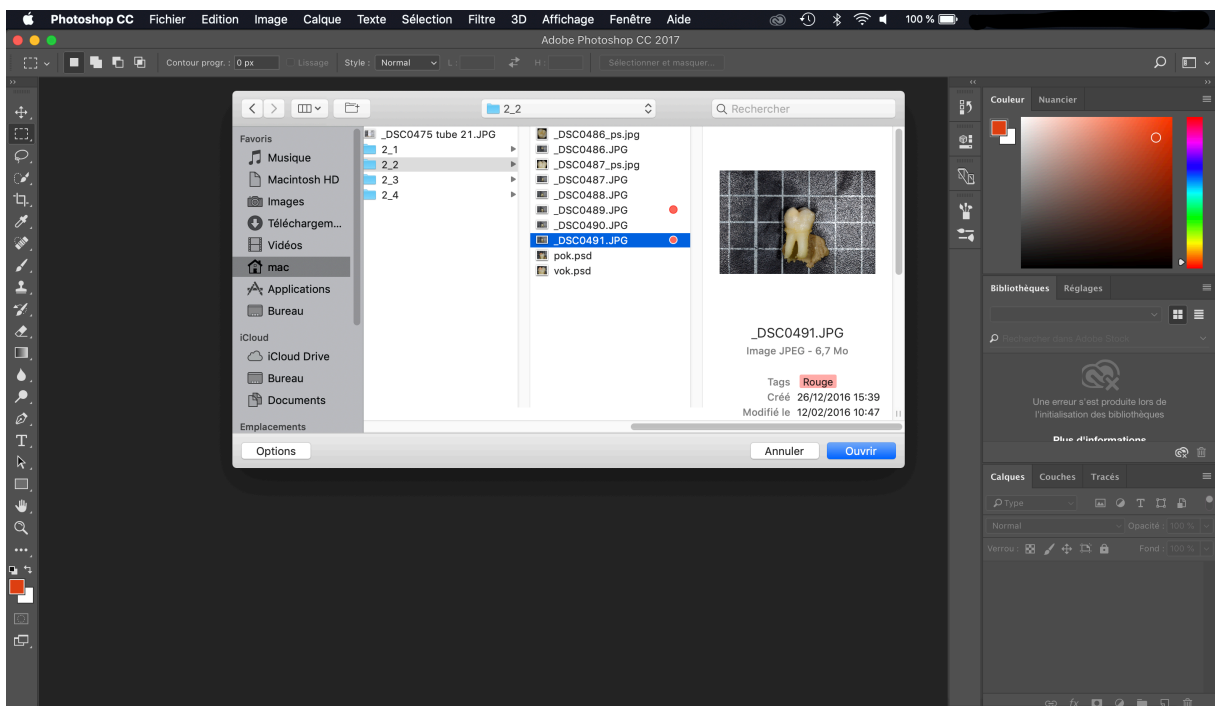 Photoshop CC Fichier Edition Image Calque Texte Sélection Filtre 3D Affichage Fenêtre Aide 100 %
Adobe Photoshop CC 2017
Contour progr. : 0 px Lissage Style : Normal L : H : Sélectionner et masquer...
2_2
Rechercher
Favoris
Musique
Macintosh HD
Images
Téléchargem...
Vidéos
mac
Applications
Bureau
iCloud
iCloud Drive
Bureau
Documents
Emplacements
_DSC0475 tube 21.JPG
2_1
2_2
2_3
2_4
_DSC0486_ps.jpg
_DSC0486.JPG
_DSC0487_ps.jpg
_DSC0487.JPG
_DSC0488.JPG
_DSC0489.JPG
_DSC0490.JPG
_DSC0491.JPG
pok.psd
vok.psd
_DSC0491.JPG
Image JPEG - 6,7 Mo
Tags Rouge
Créé 26/12/2016 15:39
Modifié le 12/02/2016 10:47
Options
Annuler
Ouvrir
Couleur Nuancier
Bibliothèques Réglages
Rechercher dans Adobe Stock
Une erreur s'est produite lors de
l'initialisation des bibliothèques
Plus d'informations
Calques Couches Tracés
Type
Normal Opacité : 100 %
Verrou : Fond : 100 %
fx